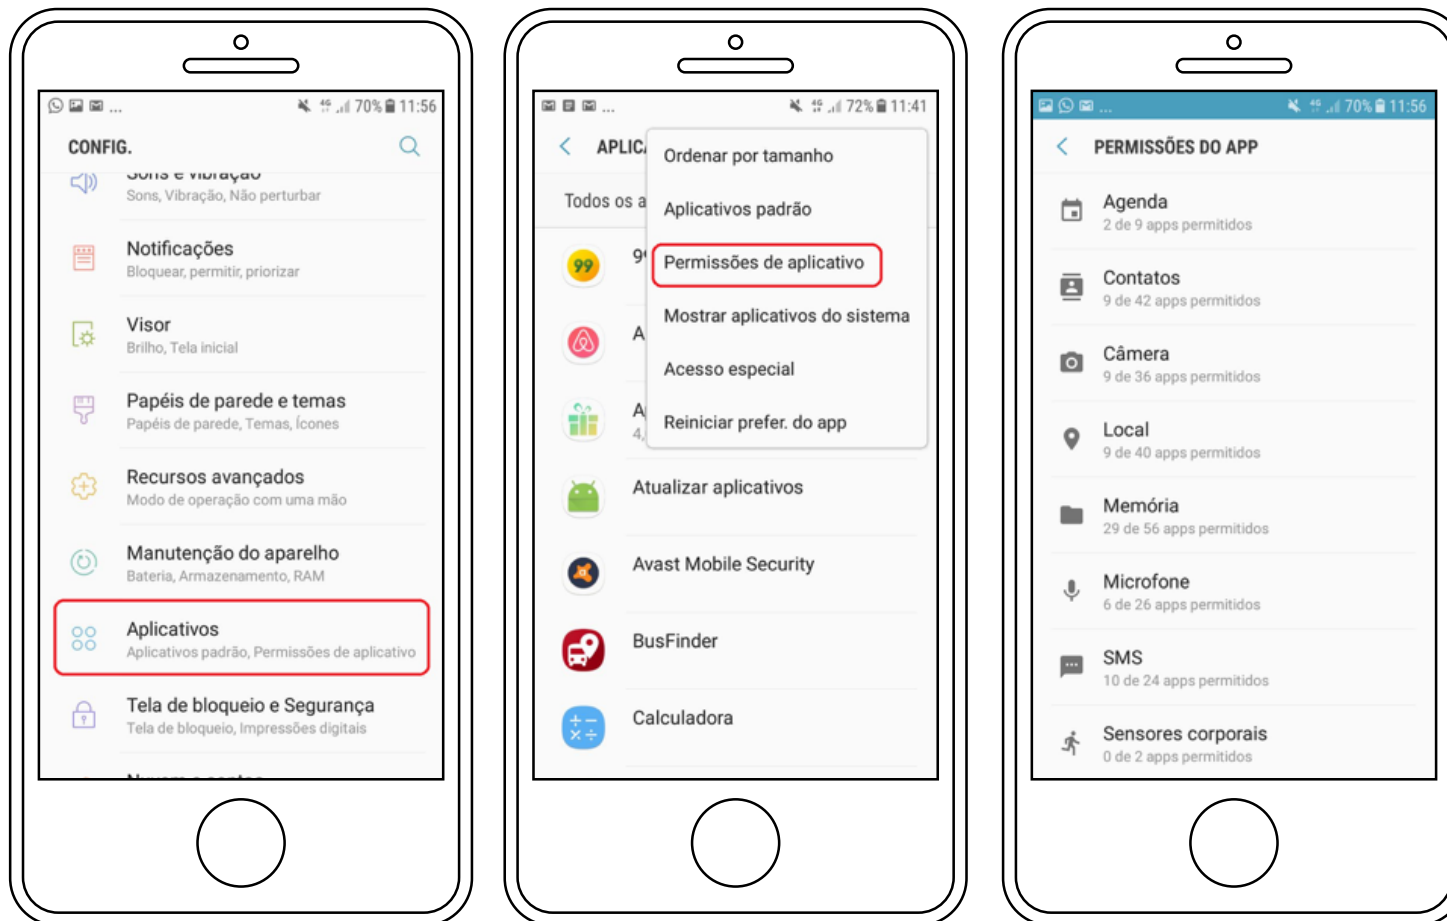 ... 70% 11:56
CONFIG.
Sons e vibração
Sons, Vibração, Não perturbar
Notificações
Bloquear, permitir, priorizar
Visor
Brilho, Tela inicial
Papéis de parede e temas
Papéis de parede, Temas, Ícones
Recursos avançados
Modo de operação com uma mão
Manutenção do aparelho
Bateria, Armazenamento, RAM
Aplicativos
Aplicativos padrão, Permissões de aplicativo
Tela de bloqueio e Segurança
Tela de bloqueio, Impressões digitais
... 4G 72% 11:41
APLICA
Todos os a
Ordenar por tamanho
Aplicativos padrão
Permissões de aplicativo
Mostrar aplicativos do sistema
Acesso especial
Reiniciar prefer. do app
99
9
A
A
4,
Atualizar aplicativos
Avast Mobile Security
BusFinder
Calculadora
... 4G 70% 11:56
PERMISSÕES DO APP
Agenda
2 de 9 apps permitidos
Contatos
9 de 42 apps permitidos
Câmera
9 de 36 apps permitidos
Local
9 de 40 apps permitidos
Memória
29 de 56 apps permitidos
Microfone
6 de 26 apps permitidos
SMS
10 de 24 apps permitidos
Sensores corporais
0 de 2 apps permitidos